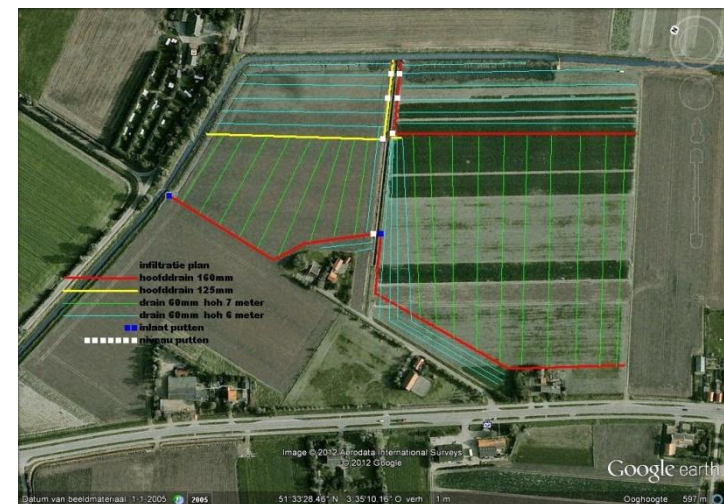 infiltratie plan
hoofddrain 160mm
hoofddrain 125mm
drain 60mm hoh 7 meter
drain 60mm hoh 6 meter
inlaat putten
niveau putten
Image © 2012 Aerodata International Surveys
© 2012 Google
Google earth
Datum van beeldmateriaal 1-1-2005 2005 51°33'28.46" N 3°35'10.16" O verh 1 m Ooghoogte 597 m